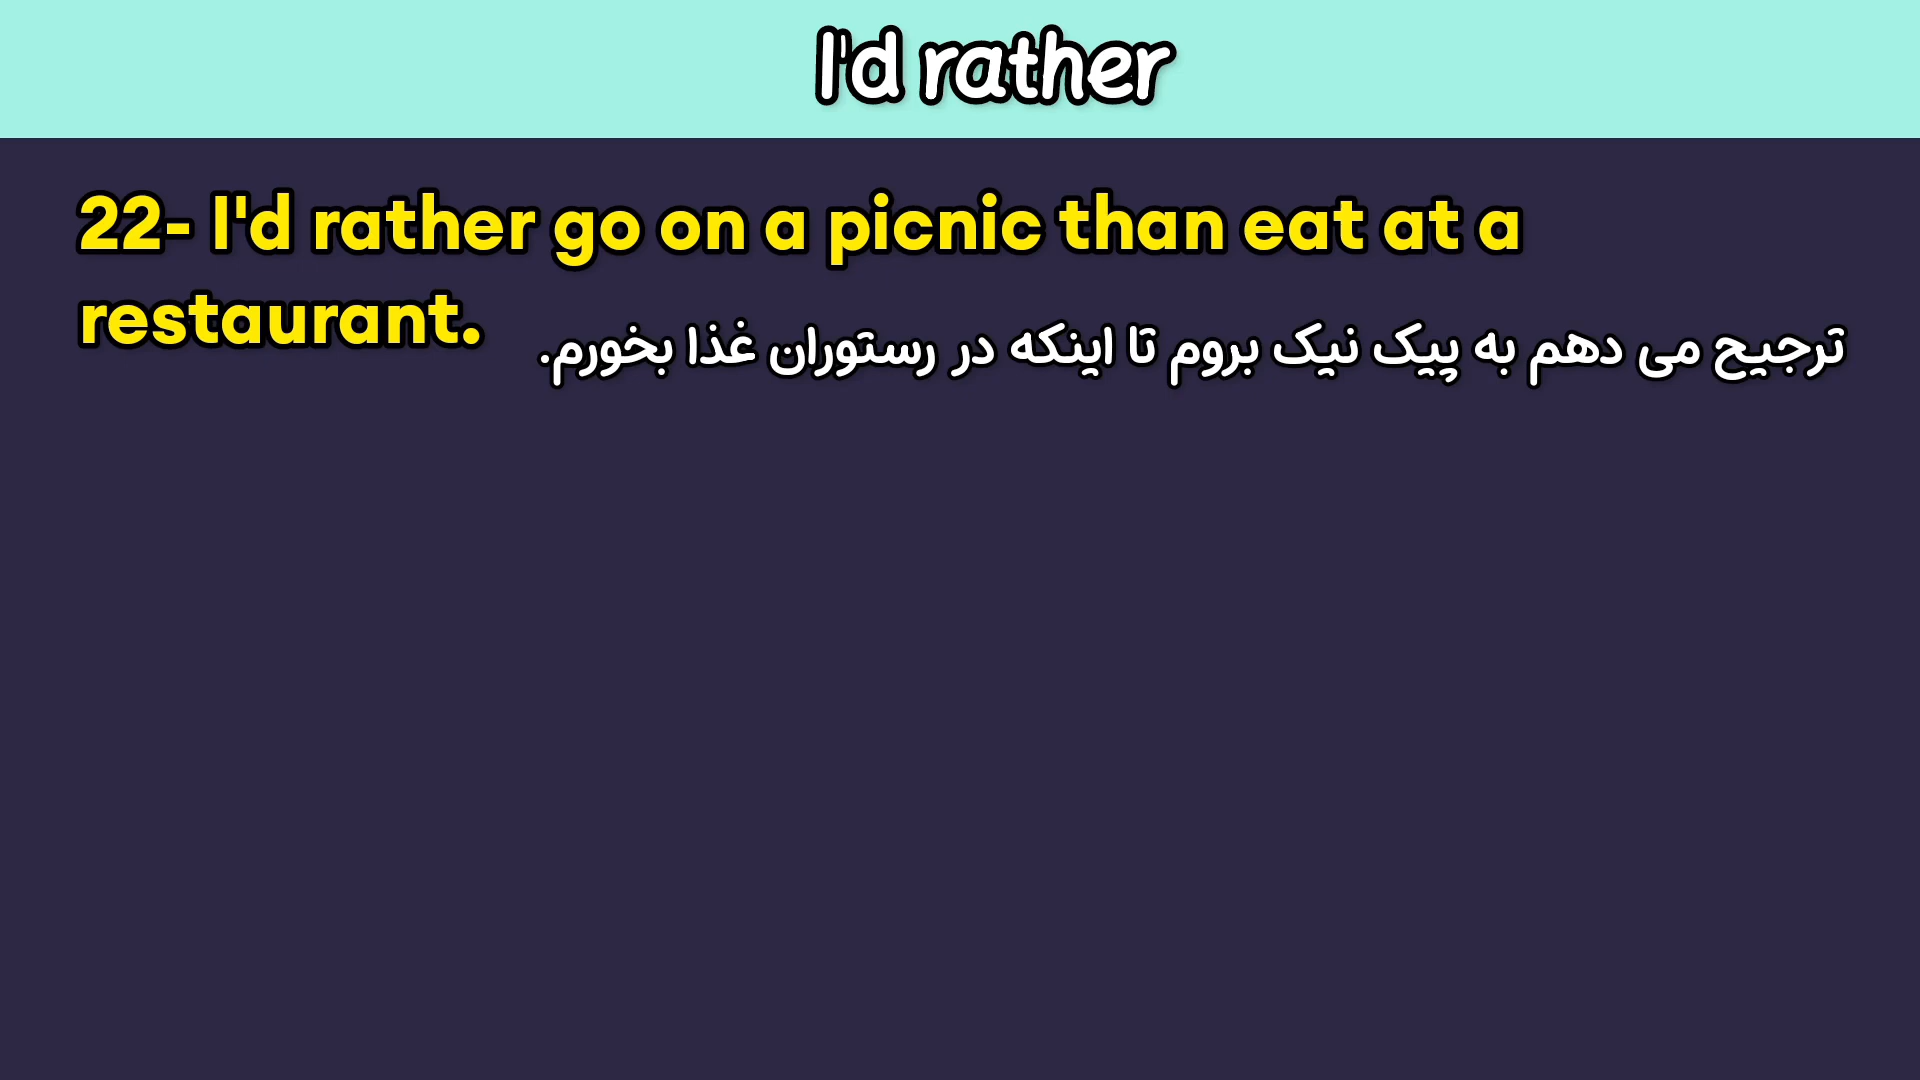 I'd rather
22- I'd rather go on a picnic than eat at a
restaurant.
ترجیح می دهم به پیک نیک بروم تا اینکه در رستوران غذا بخورم.